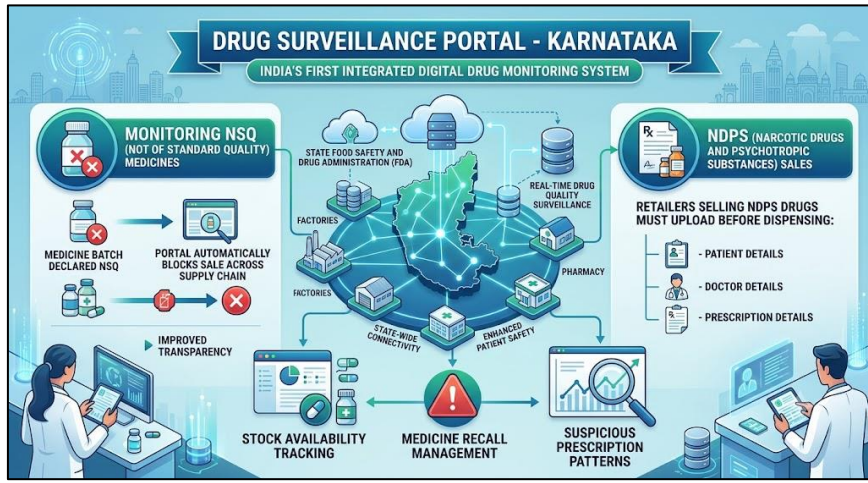 DRUG SURVEILLANCE PORTAL - KARNATAKA
INDIA'S FIRST INTEGRATED DIGITAL DRUG MONITORING SYSTEM
MONITORING NSQ
(NOT OF STANDARD QUALITY)
MEDICINES
MEDICINE BATCH
DECLARED NSQ
PORTAL AUTOMATICALLY
BLOCKS SALE ACROSS
SUPPLY CHAIN
IMPROVED
TRANSPARENCY
STATE FOOD SAFETY AND
DRUG ADMINISTRATION (FDA)
REAL-TIME DRUG
QUALITY
SURVEILLANCE
FACTORIES
FACTORIES
PHARMACY
STATE-WIDE
CONNECTIVITY
ENHANCED
PATIENT SAFETY
Rx
NDPS (NARCOTIC DRUGS
AND PSYCHOTROPIC
SUBSTANCES) SALES
RETAILERS SELLING NDPS DRUGS
MUST UPLOAD BEFORE DISPENSING:
- PATIENT DETAILS
- DOCTOR DETAILS
- PRESCRIPTION DETAILS
STOCK AVAILABILITY
TRACKING
MEDICINE RECALL
MANAGEMENT
SUSPICIOUS
PRESCRIPTION
PATTERNS